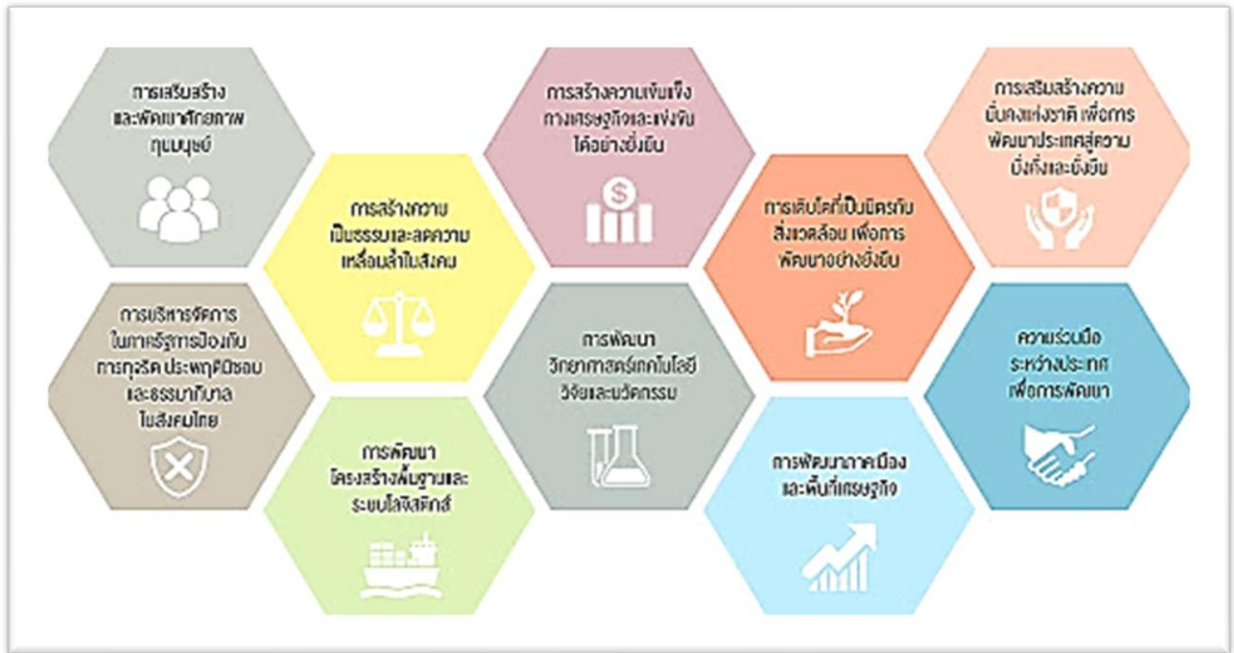 การเสริมสร้าง
และพัฒนาศักยภาพ
ทุนมนุษย์
การสร้างความ
เป็นธรรมและลดความ
เหลื่อมล้ำในสังคม
การสร้างความเข้มแข็ง
ทางเศรษฐกิจและแข่งขัน
ได้อย่างยั่งยืน
การเติบโตที่เป็นมิตรกับ
สิ่งแวดล้อม เพื่อการ
พัฒนาอย่างยั่งยืน
การเสริมสร้างความ
มั่นคงแห่งชาติ เพื่อการ
พัฒนาประเทศสู่ความ
มั่งคั่งและยั่งยืน
การบริหารจัดการ
ในภาครัฐการป้องกัน
การทุจริต ประพฤติมิชอบ
และธรรมาภิบาล
ในสังคมไทย
การพัฒนา
โครงสร้างพื้นฐานและ
ระบบโลจิสติกส์
การพัฒนา
วิทยาศาสตร์เทคโนโลยี
วิจัยและนวัตกรรม
การพัฒนาภาคเมือง
และพื้นที่เศรษฐกิจ
ความร่วมมือ
ระหว่างประเทศ
เพื่อการพัฒนา